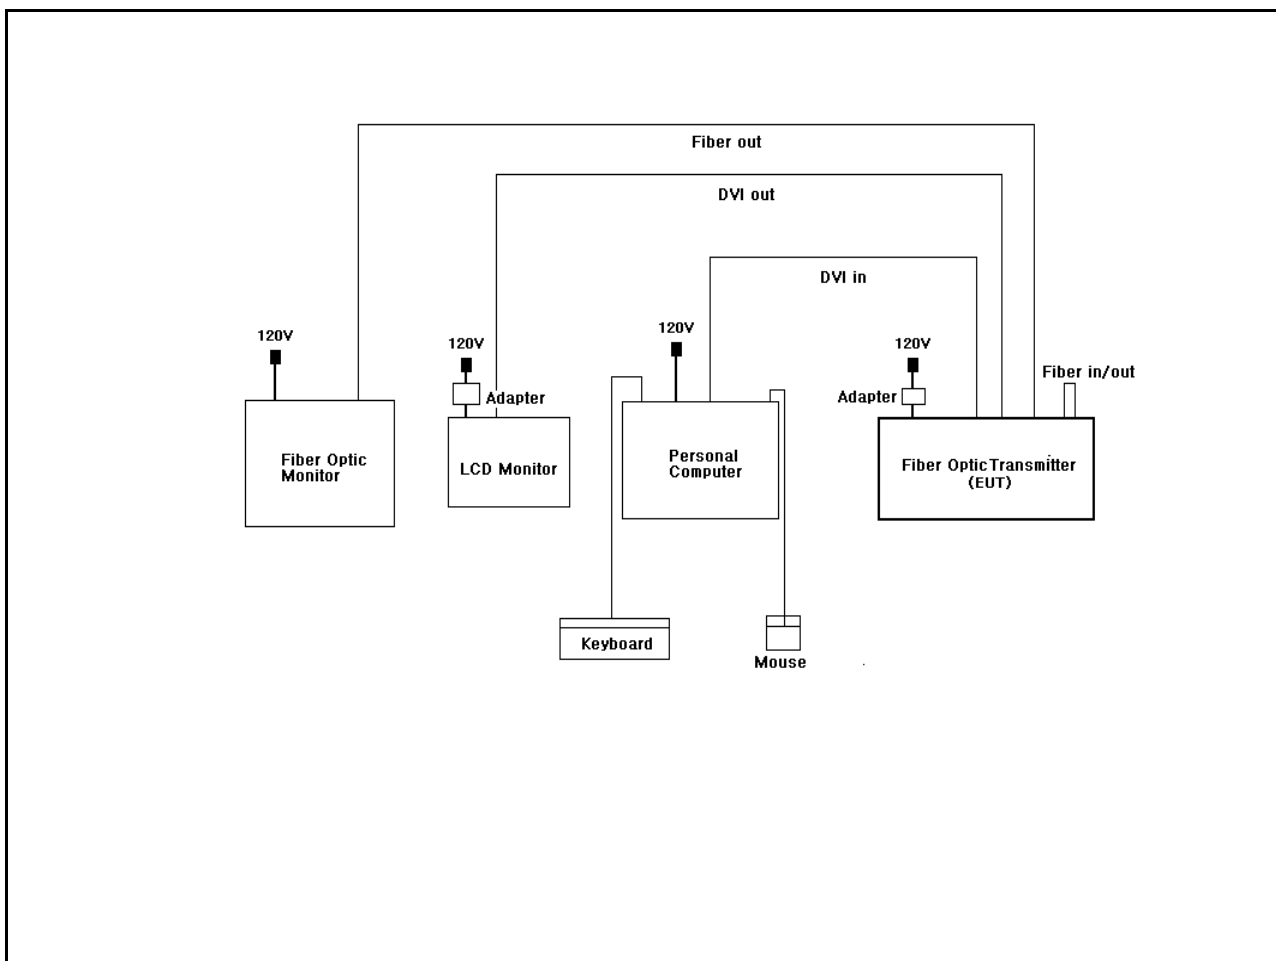 Fiber out
DVI out
DVI in
120V
120V
120V
120V
Fiber in/out
Adapter
Adapter
Fiber Optic
Monitor
LCD Monitor
Personal
Computer
Fiber Optic Transmitter
(EUT)
Keyboard
Mouse